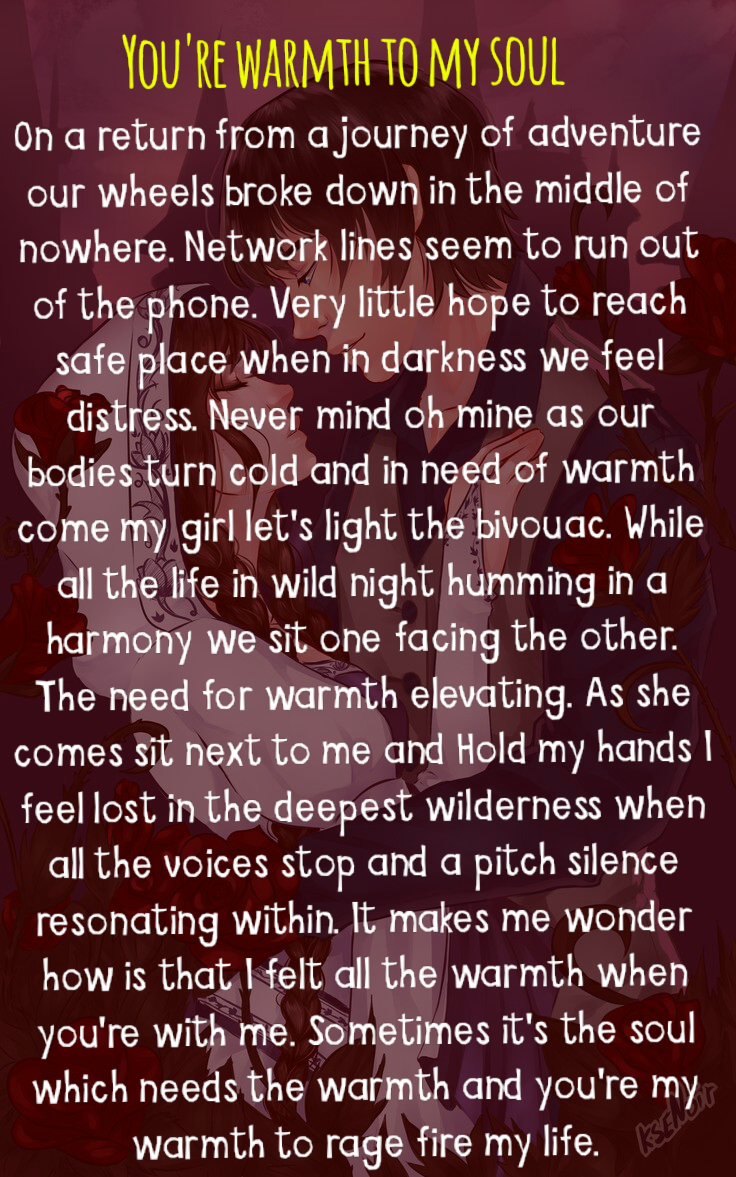 You're warmth to my soul
On a return from a journey of adventure
our wheels broke down in the middle of
nowhere. Network lines seem to run out
of the phone. Very little hope to reach
safe place when in darkness we feel
distress. Never mind oh mine as our
bodies turn cold and in need of warmth
come my girl let's light the bivouac. While
all the life in wild night humming in a
harmony we sit one facing the other.
The need for warmth elevating. As she
comes sit next to me and Hold my hands I
feel lost in the deepest wilderness when
all the voices stop and a pitch silence
resonating within. It makes me wonder
how is that I felt all the warmth when
you're with me. Sometimes it's the soul
which needs the warmth and you're my
warmth to rage fire my life.